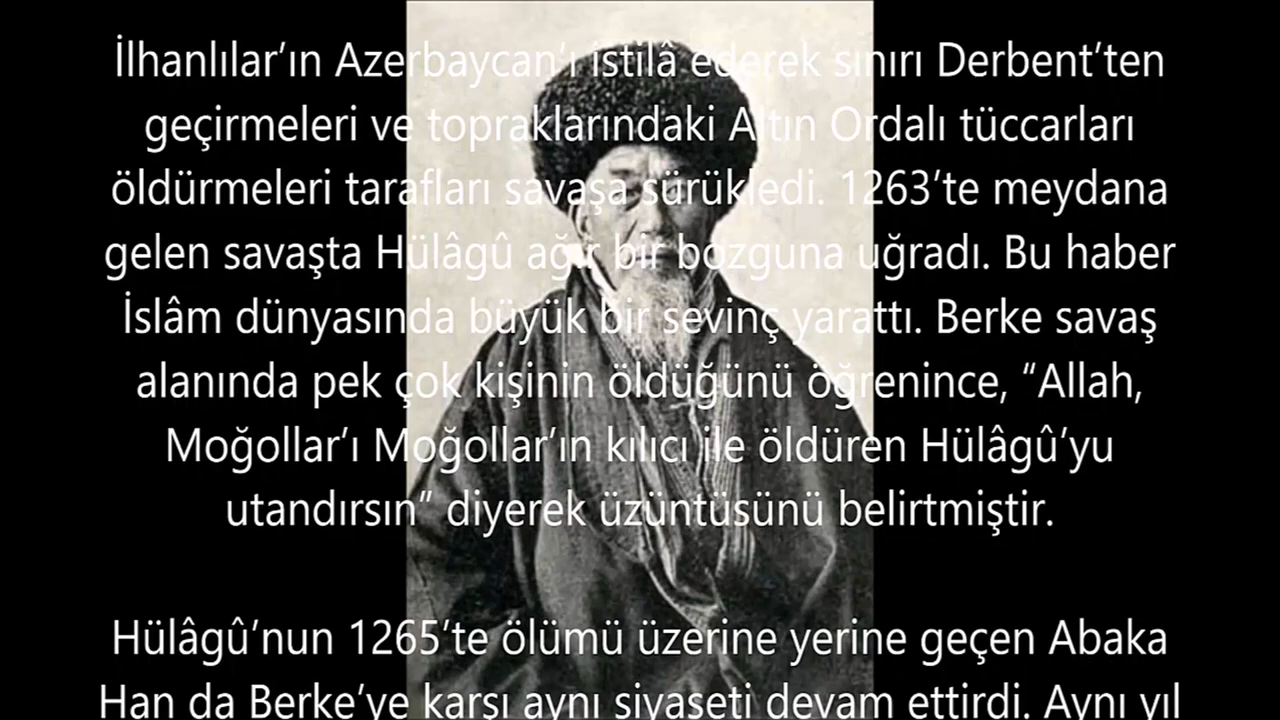 İlhanlılar’ın Azerbaycan’ı istilâ ederek sınırı Derbent’ten
geçirmeleri ve topraklarındaki Altın Ordalı tüccarları
öldürmeleri tarafları savaşa sürükledi. 1263’te meydana
gelen savaşta Hülâgû ağır bir bozguna uğradı. Bu haber
İslâm dünyasında büyük bir sevinç yarattı. Berke savaş
alanında pek çok kişinin öldüğünü öğrenince, “Allah,
Moğollar’ı Moğollar’ın kılıcı ile öldüren Hülâgû’yu
utandırsın” diyerek üzüntüsünü belirtmiştir.
Hülâgû’nun 1265’te ölümü üzerine yerine geçen Abaka
Han da Berke’ye karşı aynı siyaseti devam ettirdi. Aynı yıl